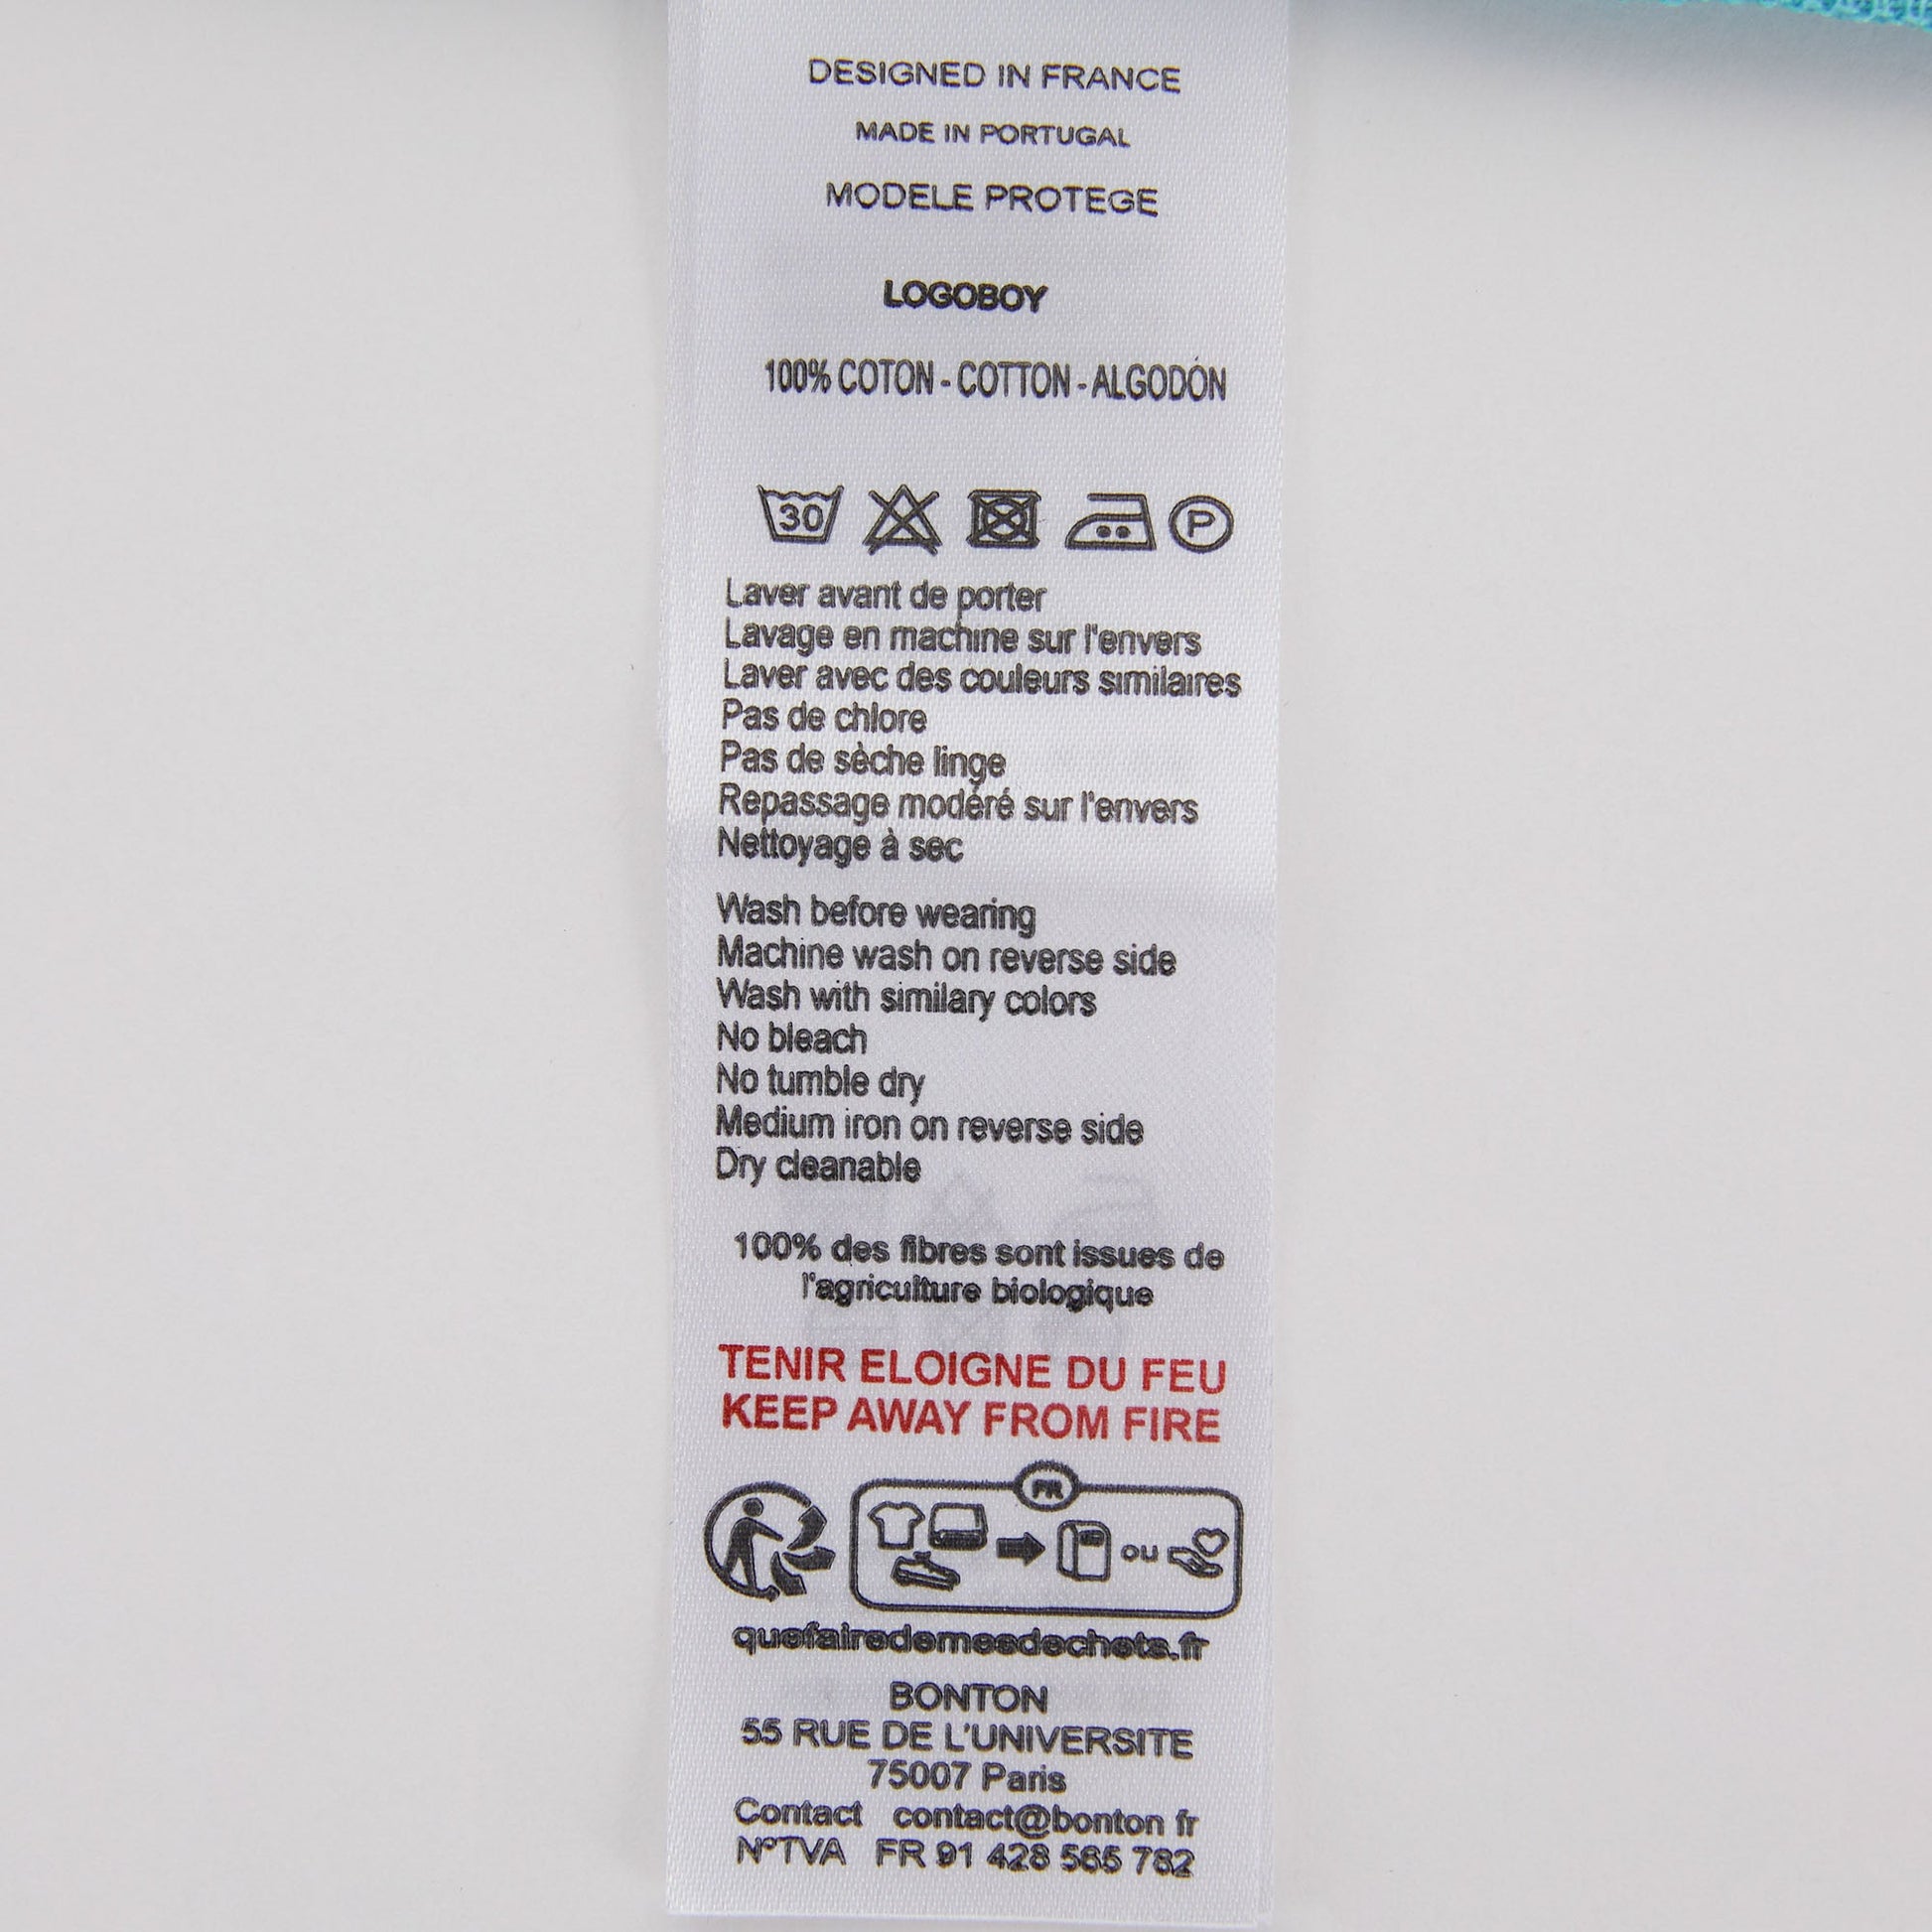 DESIGNED IN FRANCE
MADE IN PORTUGAL
MODELE PROTEGE
LOGOBOY
100% COTON - COTTON - ALGODÓN
30 P
Laver avant de porter
Lavage en machine sur l'envers
Laver avec des couleurs similaires
Pas de chlore
Pas de sèche linge
Repassage modéré sur l'envers
Nettoyage à sec
Wash before wearing
Machine wash on reverse side
Wash with similary colors
No bleach
No tumble dry
Medium iron on reverse side
Dry cleanable
100% des fibres sont issues de
l'agriculture biologique
TENIR ELOIGNE DU FEU
KEEP AWAY FROM FIRE
FR
ou
quefairedemesdechets.fr
BONTON
55 RUE DE L'UNIVERSITE
75007 Paris
Contact contact@bonton fr
N°TVA FR 91 428 565 782